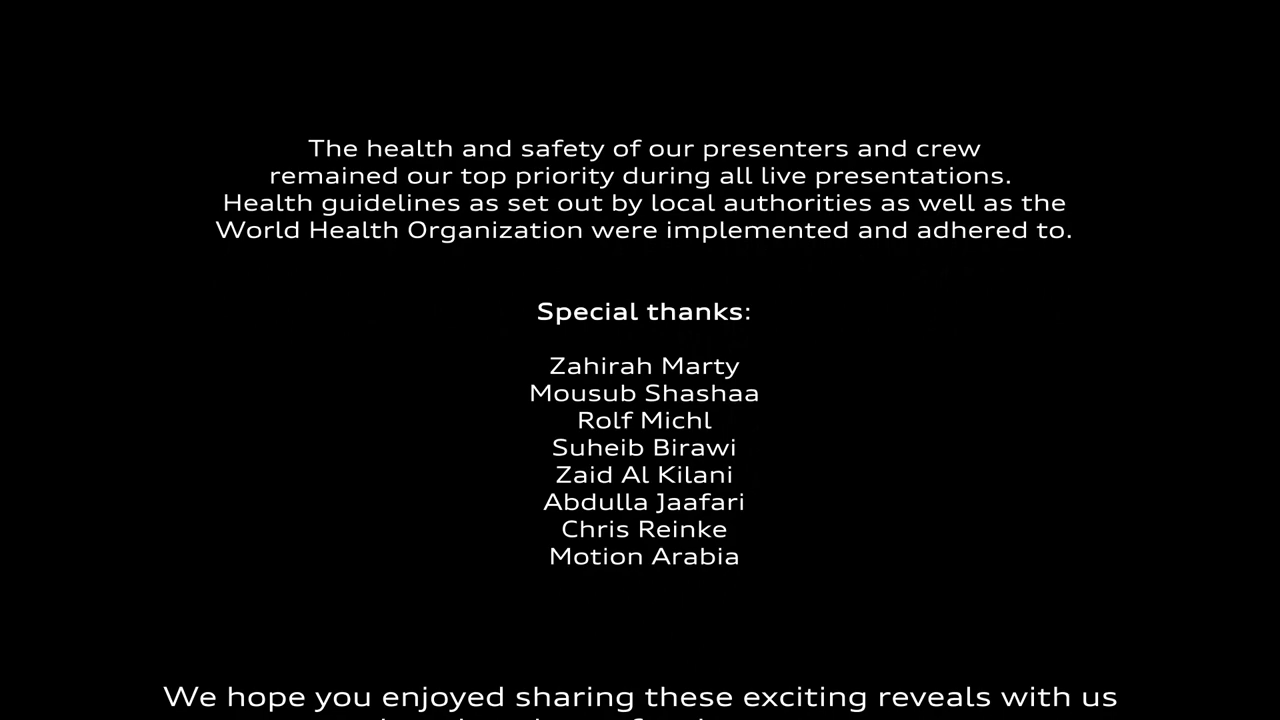 The health and safety of our presenters and crew
remained our top priority during all live presentations.
Health guidelines as set out by local authorities as well as the
World Health Organization were implemented and adhered to.
Special thanks:
Zahirah Marty
Mousub Shashaa
Rolf Michl
Suheib Birawi
Zaid Al Kilani
Abdulla Jaafari
Chris Reinke
Motion Arabia
We hope you enjoyed sharing these exciting reveals with us